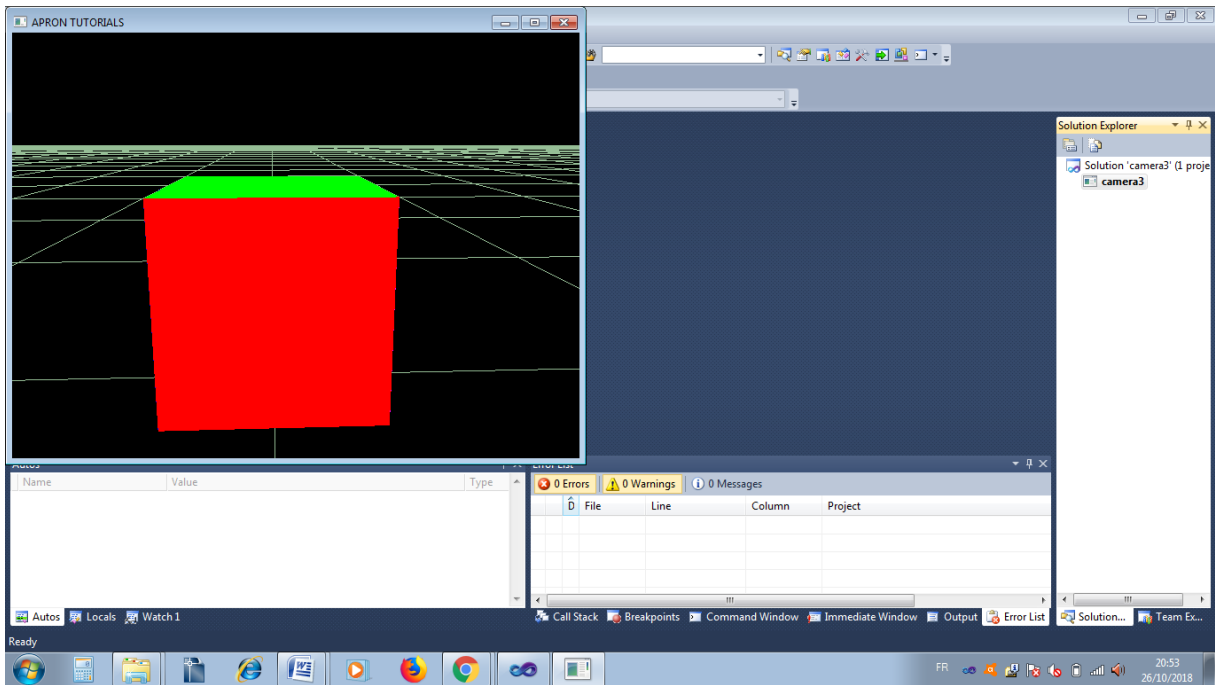 APRON TUTORIALS
Solution Explorer
Solution 'camera3' (1 proje
camera3
Name Value Type
0 Errors 0 Warnings 0 Messages
D File Line Column Project
Autos Locals Watch 1
Call Stack Breakpoints Command Window Immediate Window Output Error List
Solution... Team Ex...
Ready
FR
20:53
26/10/2018